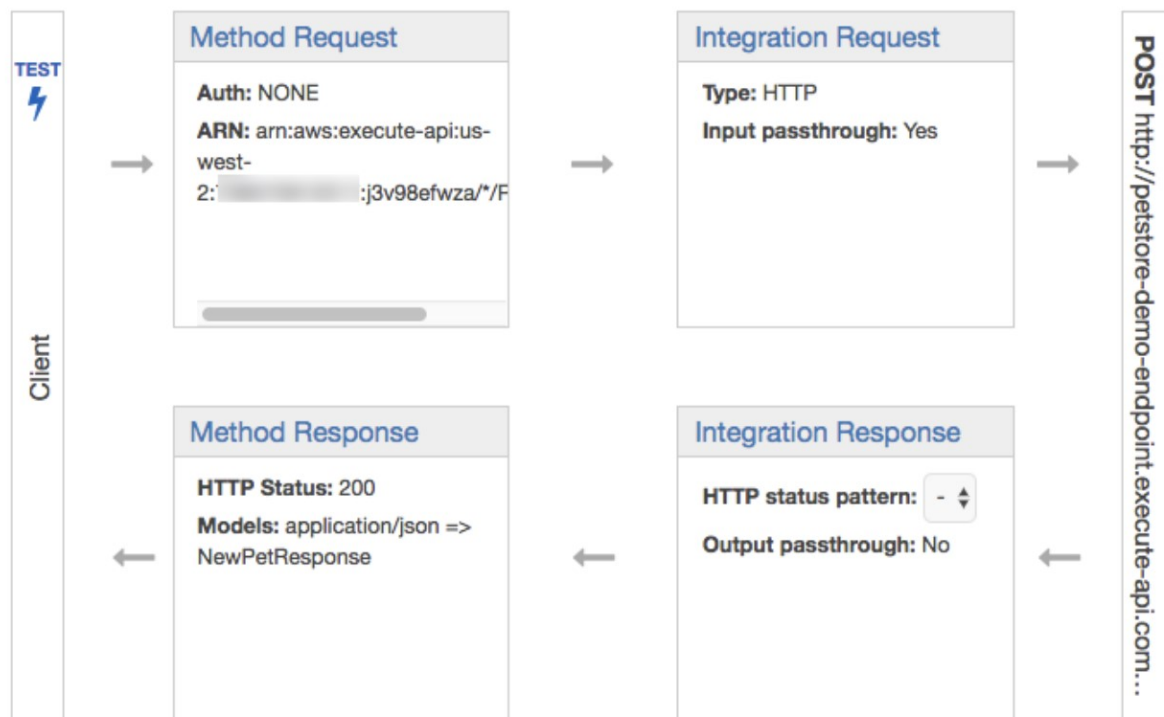 TEST
Client
Method Request
Auth: NONE
ARN: arn:aws:execute-api:us-
west-
2: :j3v98efwza/*/P
Integration Request
Type: HTTP
Input passthrough: Yes
POST http://petstore-demo-endpoint.execute-api.com...
Method Response
HTTP Status: 200
Models: application/json =>
NewPetResponse
Integration Response
HTTP status pattern: -
Output passthrough: No